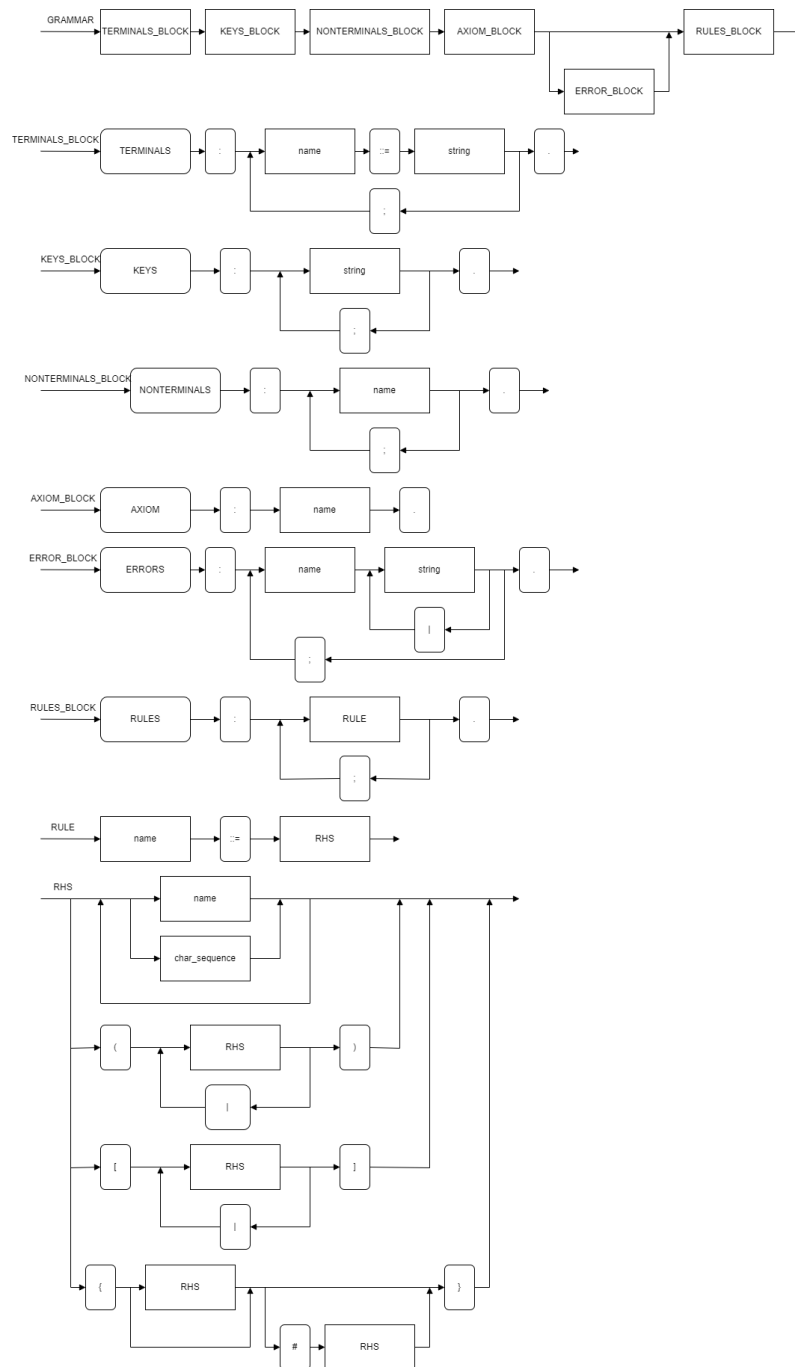 GRAMMAR
TERMINALS_BLOCK KEYS_BLOCK NONTERMINALS_BLOCK AXIOM_BLOCK RULES_BLOCK
ERROR_BLOCK
TERMINALS_BLOCK
TERMINALS : name ::= string .
;
KEYS_BLOCK
KEYS : string .
;
NONTERMINALS_BLOCK
NONTERMINALS : name .
;
AXIOM_BLOCK
AXIOM : name .
ERROR_BLOCK
ERRORS : name string .
|
;
RULES_BLOCK
RULES : RULE .
;
RULE
name ::= RHS
RHS
name
char_sequence
( RHS )
|
[ RHS ]
|
{ RHS }
# RHS